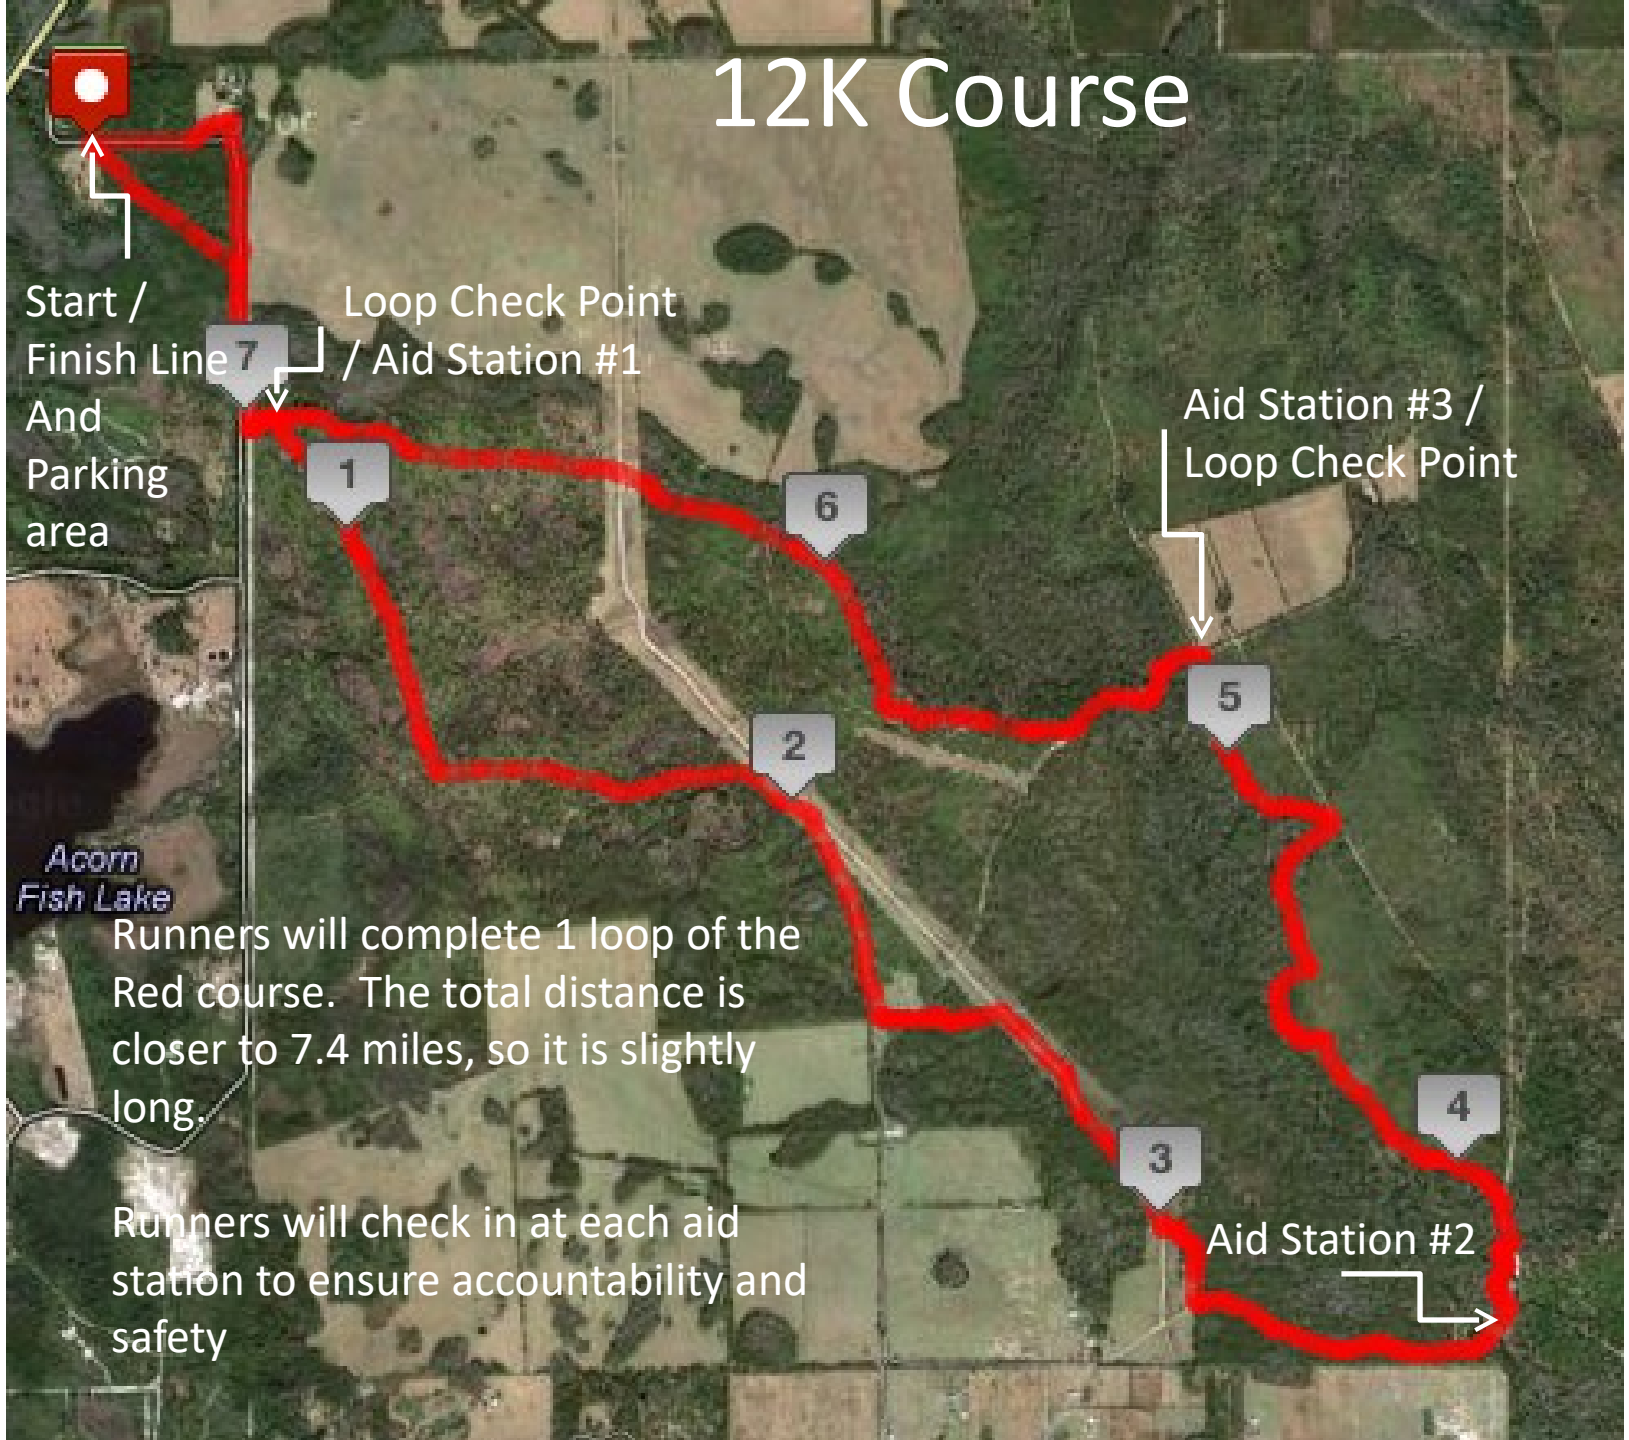 12K Course
Start /
Finish Line
And
Parking
area
Loop Check Point
/ Aid Station #1
7
1
6
Aid Station #3 /
Loop Check Point
5
2
Acorn
Fish Lake
Runners will complete 1 loop of the
Red course.  The total distance is
closer to 7.4 miles, so it is slightly
long.
4
3
Runners will check in at each aid
station to ensure accountability and
safety
Aid Station #2